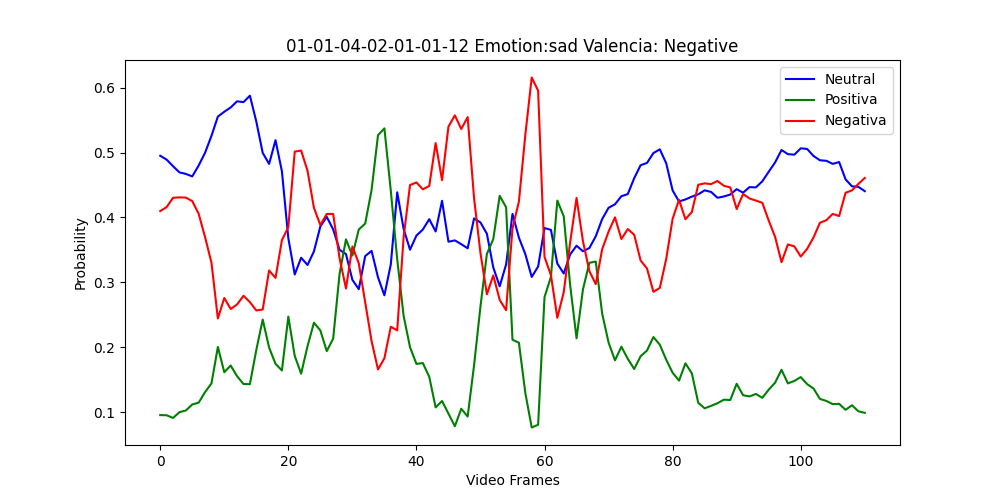 01-01-04-02-01-01-12 Emotion:sad Valencia: Negative
Neutral
Positiva
Negativa
Probability
0.6
0.5
0.4
0.3
0.2
0.1
0 20 40 60 80 100
Video Frames